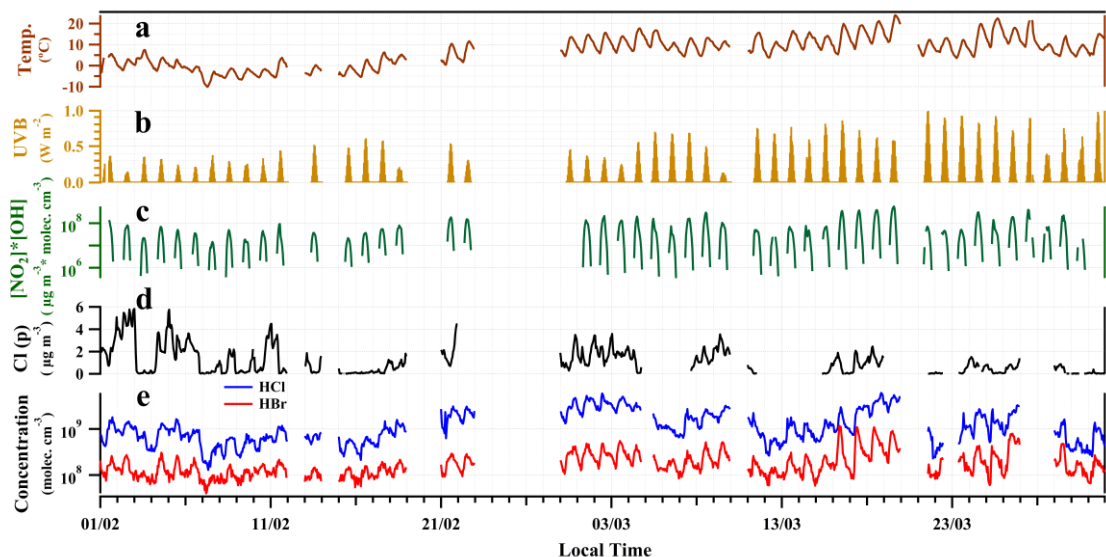 a
Temp.
(ºC)
20
10
0
-10
b
UVB
(W m⁻²)
1.0
0.5
0.0
c
[NO₂]*[OH]
(µg m⁻³* molec. cm⁻³)
10⁸
10⁶
d
Cl (p)
(µg m⁻³)
6
4
2
0
HCl
HBr
e
Concentration
(molec. cm⁻³)
10⁹
10⁸
01/02
11/02
21/02
03/03
13/03
23/03
Local Time